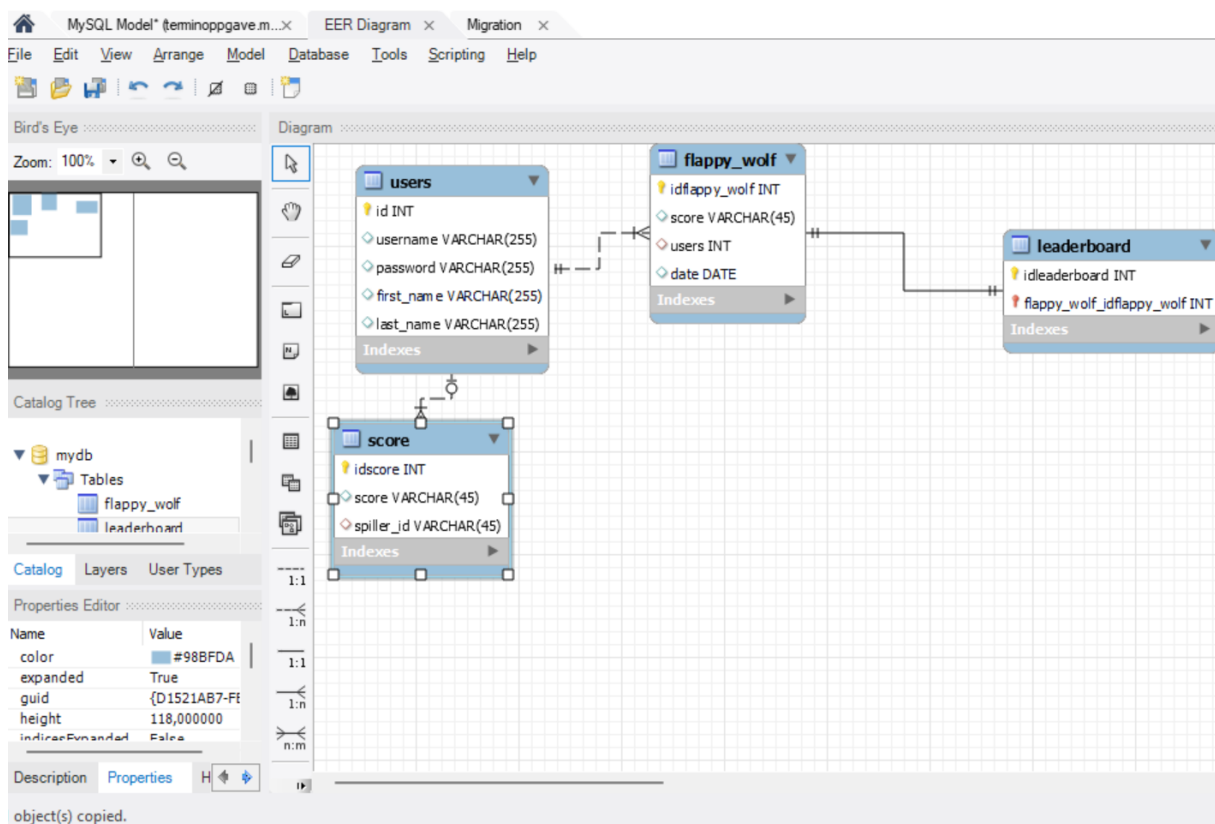 MySQL Model* (terminoppgave.m...× EER Diagram × Migration ×
File Edit View Arrange Model Database Tools Scripting Help
Bird's Eye
Zoom: 100%
Catalog Tree
mydb
Tables
flappy_wolf
leaderboard
Catalog Layers User Types
Properties Editor
Name Value
color #98BFDA
expanded True
guid {D1521AB7-FE
height 118,000000
indicesExpanded False
Description Properties H
object(s) copied.
Diagram
1:1
1:n
1:1
1:n
n:m
users
id INT
username VARCHAR(255)
password VARCHAR(255)
first_name VARCHAR(255)
last_name VARCHAR(255)
Indexes
flappy_wolf
idflappy_wolf INT
score VARCHAR(45)
users INT
date DATE
Indexes
leaderboard
idleaderboard INT
flappy_wolf_idflappy_wolf INT
Indexes
score
idscore INT
score VARCHAR(45)
spiller_id VARCHAR(45)
Indexes